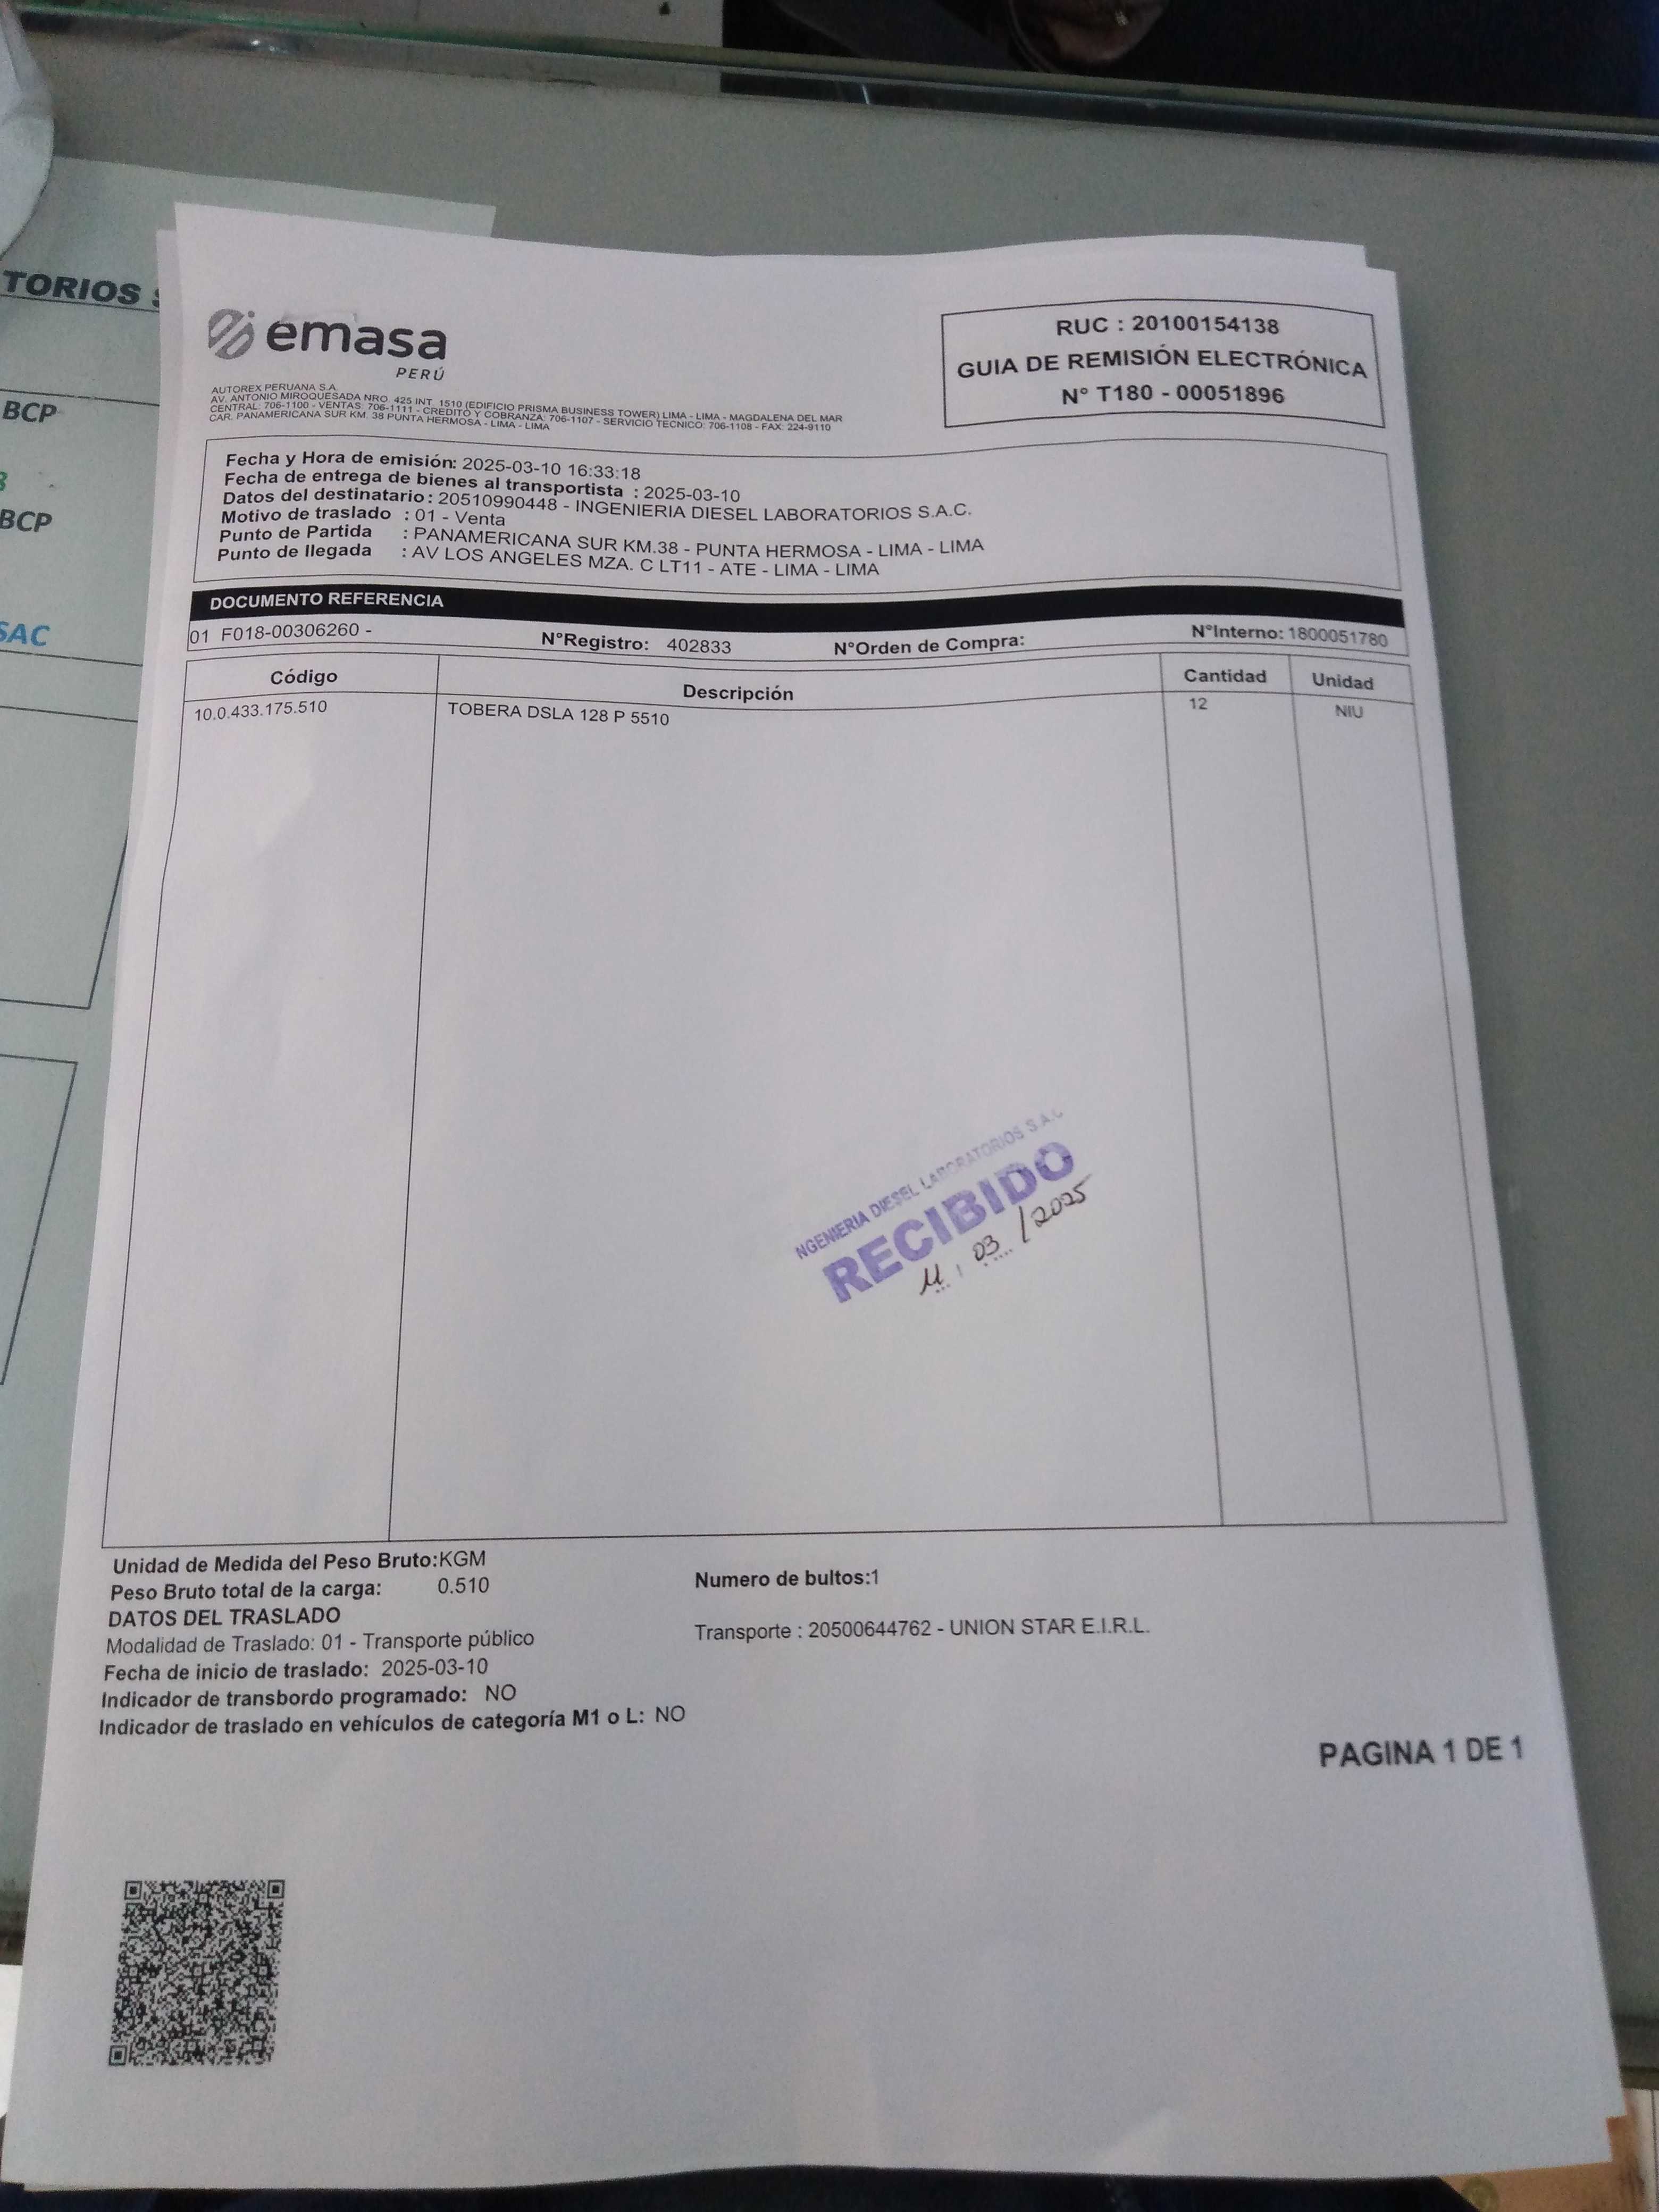 TORIOS
BCP
BCP
SAC
emasa
PERÚ
AUTOREX PERUANA S.A.
AV. ANTONIO MIROQUESADA NRO. 425 INT. 1510 (EDIFICIO PRISMA BUSINESS TOWER) LIMA - LIMA - MAGDALENA DEL MAR
CENTRAL: 706-1100 - VENTAS: 706-1111 - CREDITO Y COBRANZA: 706-1107 - SERVICIO TECNICO: 706-1108 - FAX: 224-9110
CAR. PANAMERICANA SUR KM. 38 PUNTA HERMOSA - LIMA - LIMA
RUC : 20100154138
GUIA DE REMISIÓN ELECTRÓNICA
N° T180 - 00051896
Fecha y Hora de emisión: 2025-03-10 16:33:18
Fecha de entrega de bienes al transportista : 2025-03-10
Datos del destinatario : 20510990448 - INGENIERIA DIESEL LABORATORIOS S.A.C.
Motivo de traslado : 01 - Venta
Punto de Partida : PANAMERICANA SUR KM.38 - PUNTA HERMOSA - LIMA - LIMA
Punto de llegada : AV LOS ANGELES MZA. C LT11 - ATE - LIMA - LIMA
DOCUMENTO REFERENCIA
01 F018-00306260 - N°Registro: 402833 N°Orden de Compra: N°Interno: 1800051780
Código Descripción Cantidad Unidad
10.0.433.175.510 TOBERA DSLA 128 P 5510 12 NIU
NGENIERIA DIESEL LABORATORIOS S.A.C
RECIBIDO
11 / 03 / 2025
Unidad de Medida del Peso Bruto:KGM
Peso Bruto total de la carga: 0.510 Numero de bultos:1
DATOS DEL TRASLADO
Modalidad de Traslado: 01 - Transporte público Transporte : 20500644762 - UNION STAR E.I.R.L.
Fecha de inicio de traslado: 2025-03-10
Indicador de transbordo programado: NO
Indicador de traslado en vehículos de categoría M1 o L: NO
PAGINA 1 DE 1